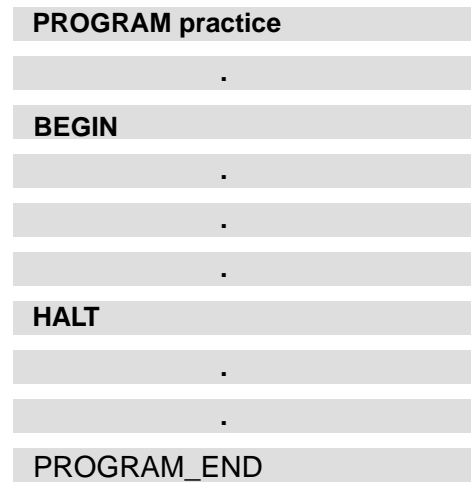 PROGRAM practice
.
BEGIN
.
.
.
HALT
.
.
PROGRAM_END